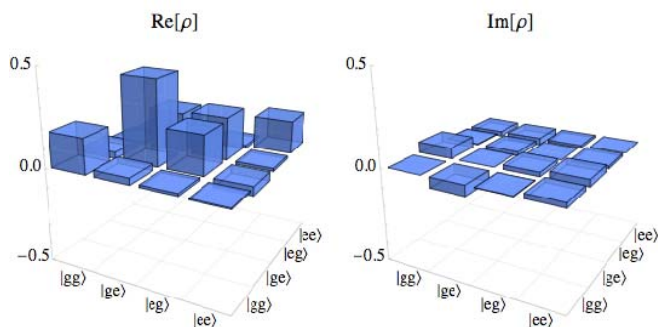 Re[ρ]
Im[ρ]
0.5
0.0
−0.5
|gg⟩
|ge⟩
|eg⟩
|ee⟩
|gg⟩
|ge⟩
|eg⟩
|ee⟩
0.5
0.0
−0.5
|gg⟩
|ge⟩
|eg⟩
|ee⟩
|gg⟩
|ge⟩
|eg⟩
|ee⟩